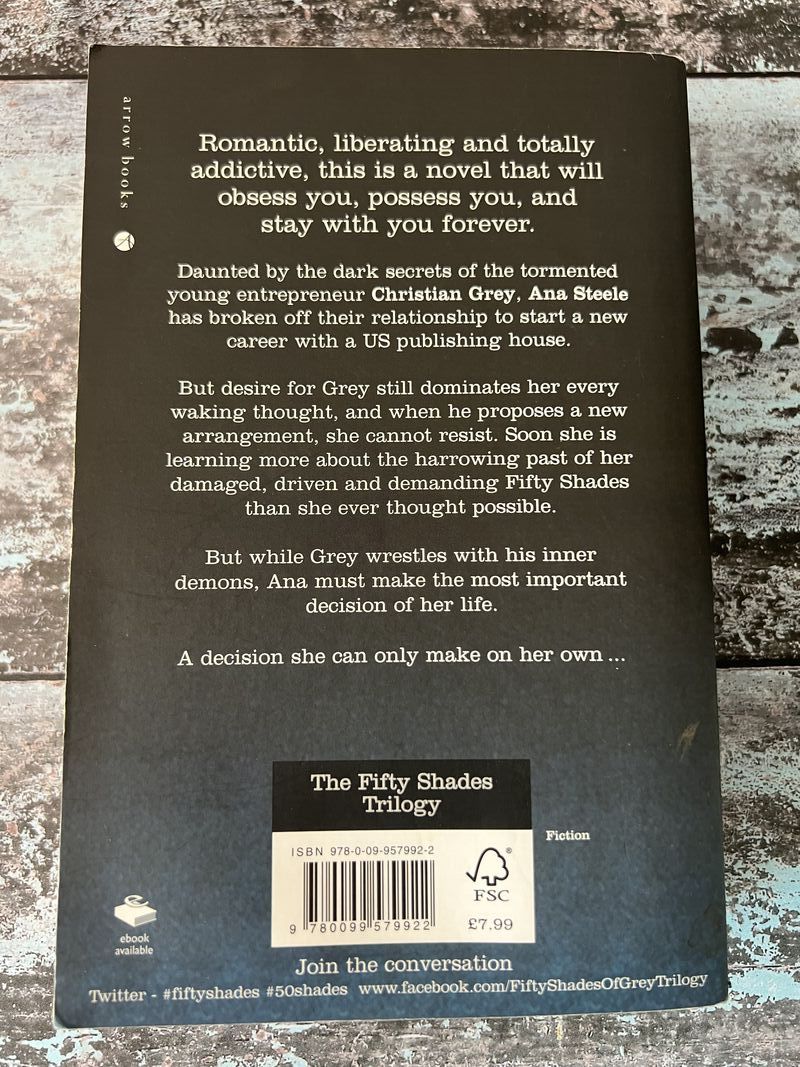 arrow books
Romantic, liberating and totally
addictive, this is a novel that will
obsess you, possess you, and
stay with you forever.
Daunted by the dark secrets of the tormented
young entrepreneur Christian Grey, Ana Steele
has broken off their relationship to start a new
career with a US publishing house.
But desire for Grey still dominates her every
waking thought, and when he proposes a new
arrangement, she cannot resist. Soon she is
learning more about the harrowing past of her
damaged, driven and demanding Fifty Shades
than she ever thought possible.
But while Grey wrestles with his inner
demons, Ana must make the most important
decision of her life.
A decision she can only make on her own ...
The Fifty Shades
Trilogy
Fiction
ISBN 978-0-09-957992-2
®
FSC
9 780099 579922
£7.99
ebook
available
Join the conversation
Twitter - #fiftyshades #50shades www.facebook.com/FiftyShadesOfGreyTrilogy